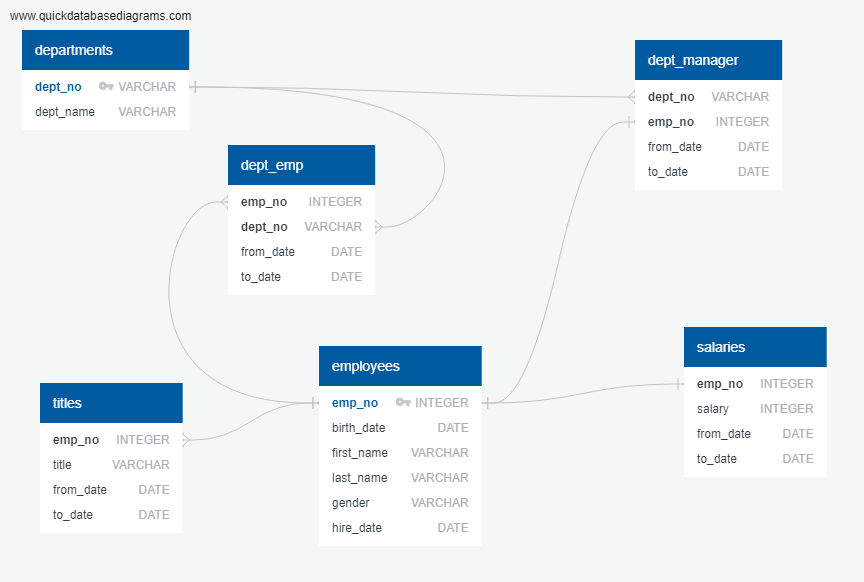 www.quickdatabasediagrams.com
departments
dept_no VARCHAR
dept_name VARCHAR
dept_manager
dept_no VARCHAR
emp_no INTEGER
from_date DATE
to_date DATE
dept_emp
emp_no INTEGER
dept_no VARCHAR
from_date DATE
to_date DATE
employees
emp_no INTEGER
birth_date DATE
first_name VARCHAR
last_name VARCHAR
gender VARCHAR
hire_date DATE
salaries
emp_no INTEGER
salary INTEGER
from_date DATE
to_date DATE
titles
emp_no INTEGER
title VARCHAR
from_date DATE
to_date DATE